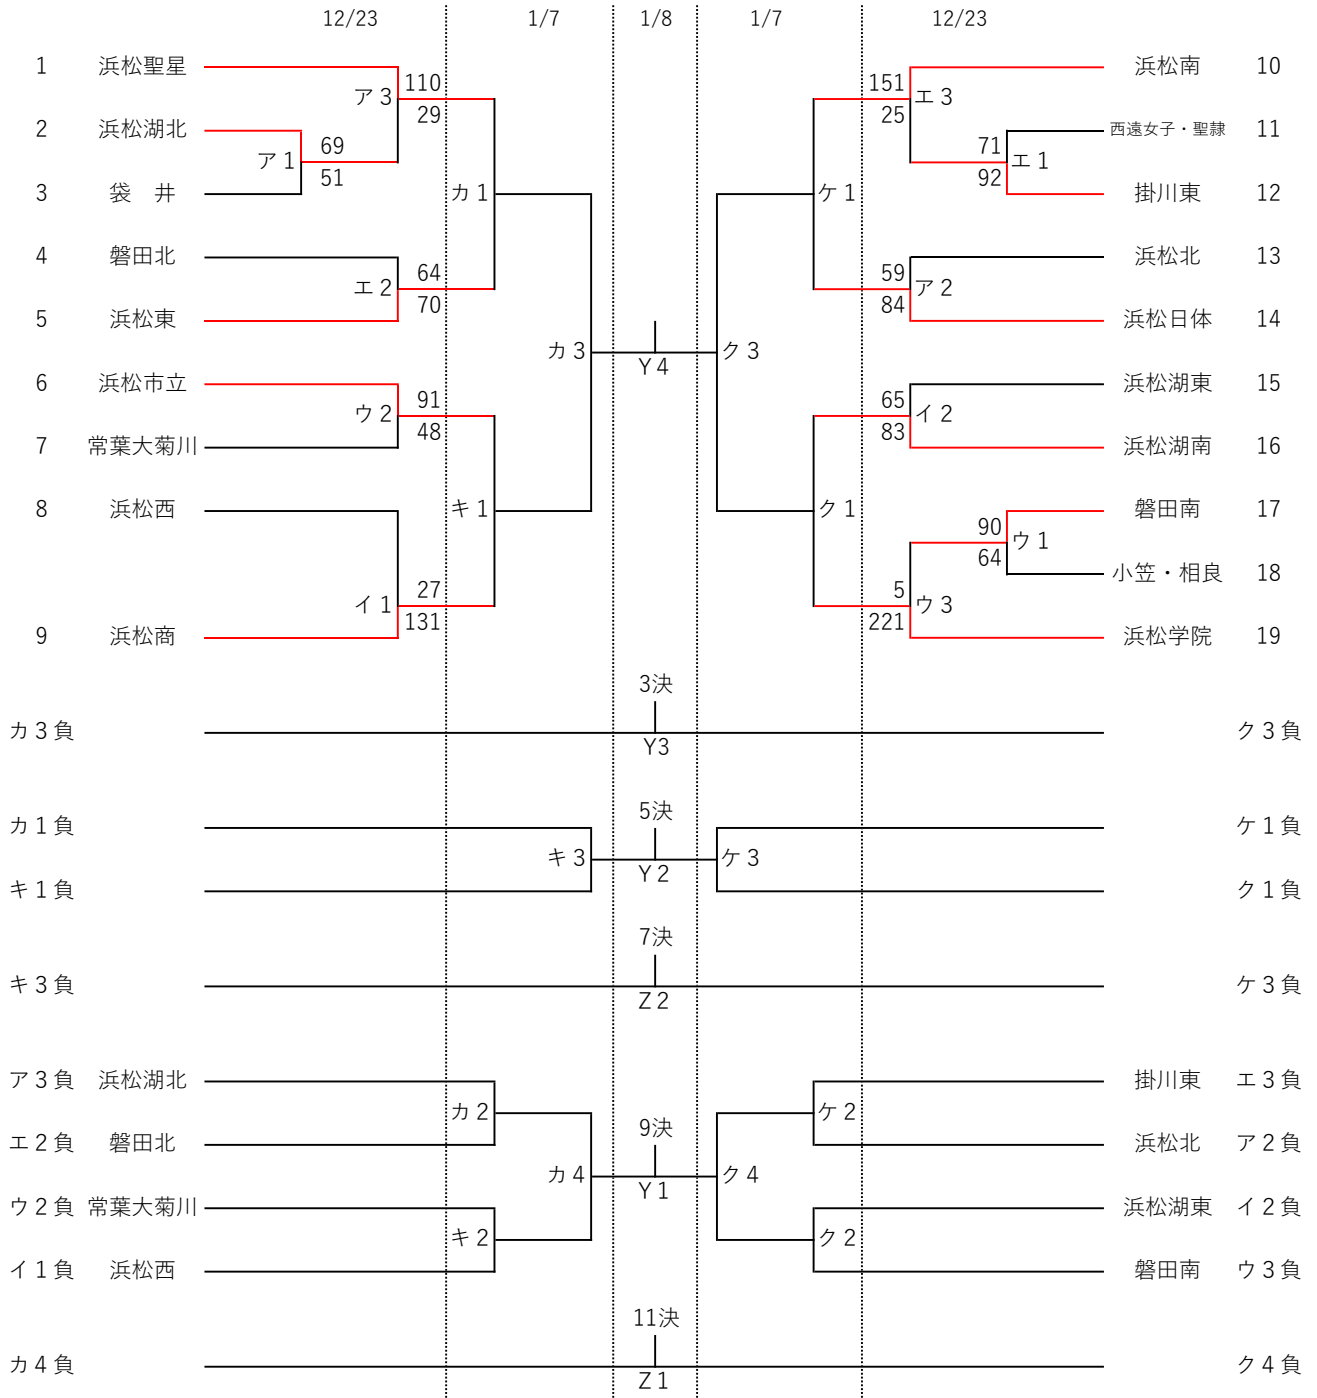 12/23 1/7 1/8 1/7 12/23
1 浜松聖星 浜松南 10
ア3 110 151 エ3
29 25
2 浜松湖北 西遠女子・聖隷 11
ア1 69 71 エ1
51 92
3 袋 井 カ1 ケ1 掛川東 12
4 磐田北 浜松北 13
エ2 64 59 ア2
70 84
5 浜松東 浜松日体 14
カ3 Y4 ク3
6 浜松市立 浜松湖東 15
ウ2 91 65 イ2
48 83
7 常葉大菊川 浜松湖南 16
8 浜松西 キ1 ク1 磐田南 17
90 ウ1
64
小笠・相良 18
イ1 27 5 ウ3
131 221
9 浜松商 浜松学院 19
3決
カ3負 Y3 ク3負
5決
カ1負 ケ1負
キ3 Y2 ケ3
キ1負 ク1負
7決
キ3負 Z2 ケ3負
ア3負 浜松湖北 掛川東 エ3負
カ2 ケ2
9決
エ2負 磐田北 浜松北 ア2負
カ4 Y1 ク4
ウ2負 常葉大菊川 浜松湖東 イ2負
キ2 ク2
イ1負 浜松西 磐田南 ウ3負
11決
カ4負 Z1 ク4負